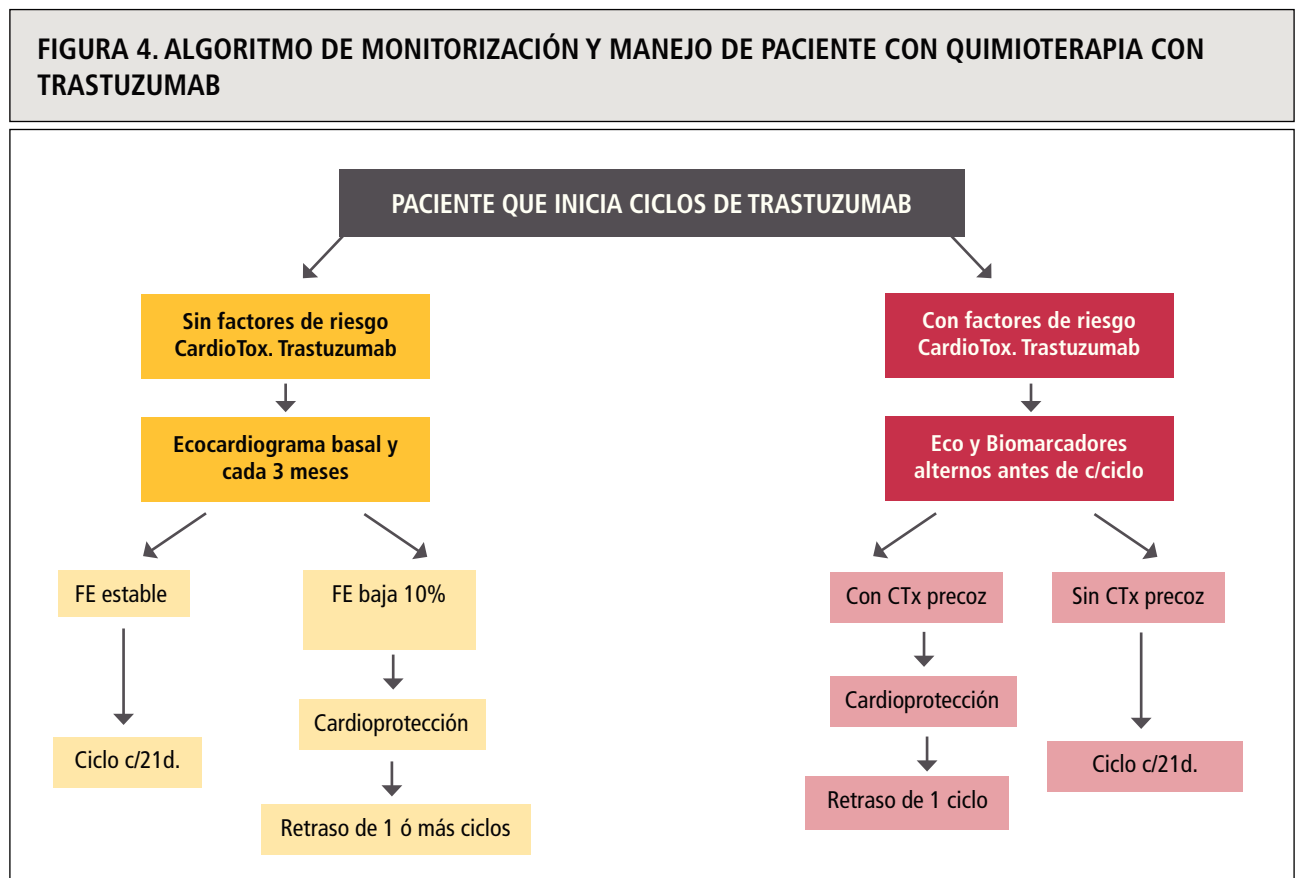 FIGURA 4. ALGORITMO DE MONITORIZACIÓN Y MANEJO DE PACIENTE CON QUIMIOTERAPIA CON
TRASTUZUMAB
PACIENTE QUE INICIA CICLOS DE TRASTUZUMAB
Sin factores de riesgo
CardioTox. Trastuzumab
Ecocardiograma basal y
cada 3 meses
FE estable
Ciclo c/21d.
FE baja 10%
Cardioprotección
Retraso de 1 ó más ciclos
Con factores de riesgo
CardioTox. Trastuzumab
Eco y Biomarcadores
alternos antes de c/ciclo
Con CTx precoz
Cardioprotección
Retraso de 1 ciclo
Sin CTx precoz
Ciclo c/21d.